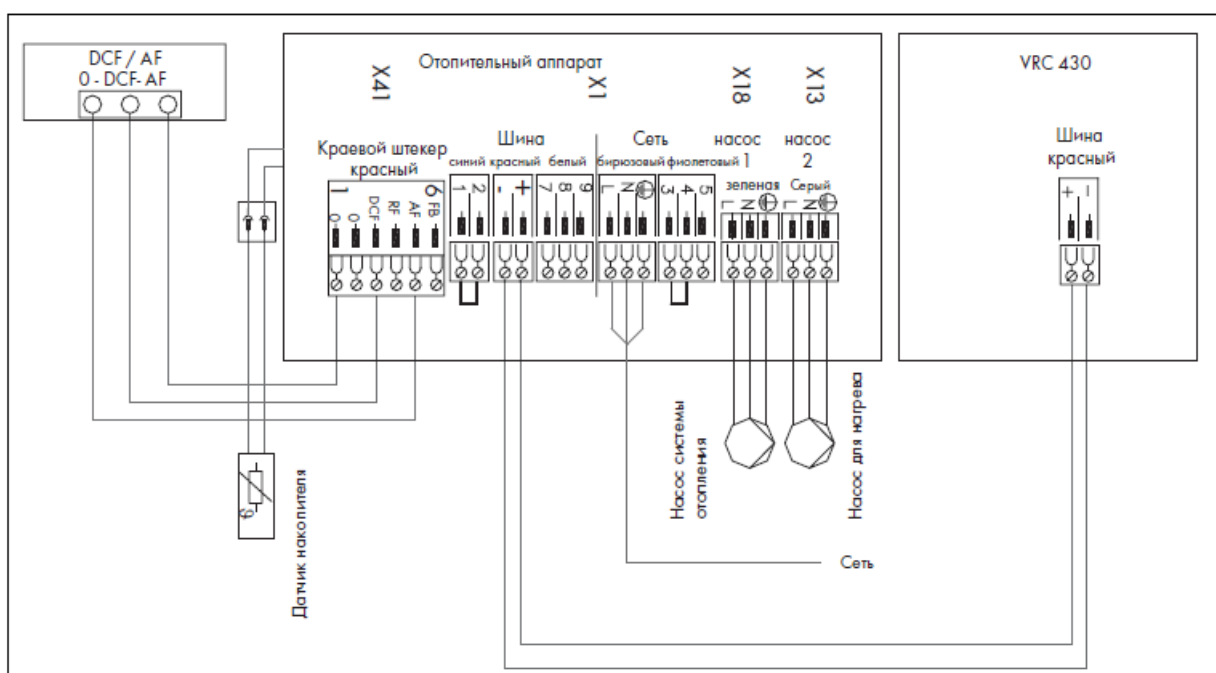 DCF / AF
0 - DCF- AF
Отопительный аппарат
X41
X1
X18
X13
VRC 430
Краевой штекер
красный
Шина
Сеть
насос
1
насос
2
синий красный белый
бирюзовый фиолетовый
зеленая
Серый
1 6
0 0 DCF RF AF FB
1 2
- +
7 8 9
L N
3 4 5
L N
L N
Шина
красный
+ -
Датчик накопителя
ϑ
Насос системы
отопления
Насос для нагрева
Сеть